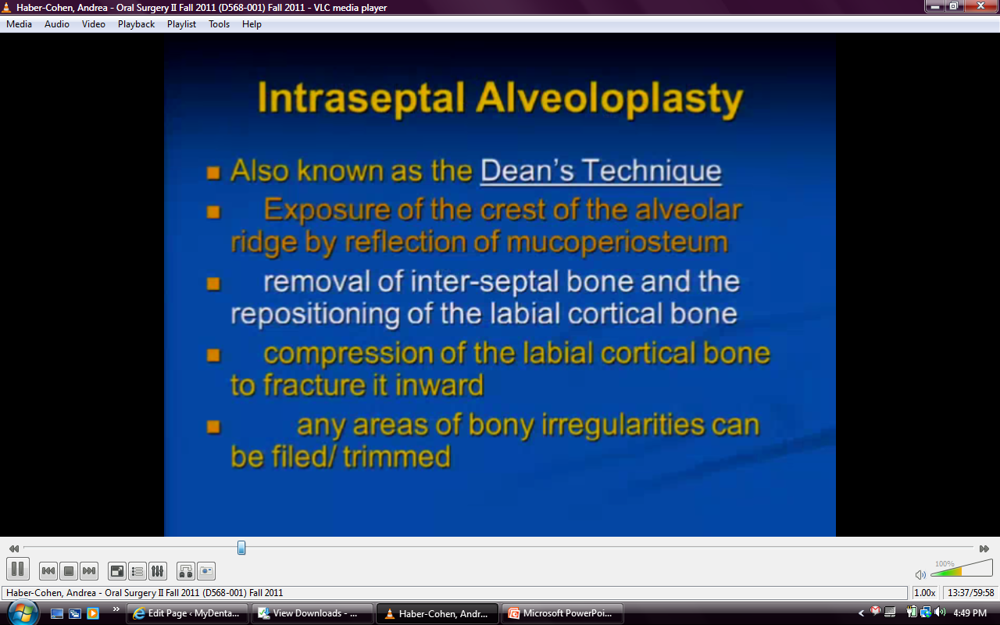 Haber-Cohen, Andrea - Oral Surgery II Fall 2011 (D568-001) Fall 2011 - VLC media player
Media Audio Video Playback Playlist Tools Help
Intraseptal Alveoloplasty
Also known as the Dean's Technique
Exposure of the crest of the alveolar
ridge by reflection of mucoperiosteum
removal of inter-septal bone and the
repositioning of the labial cortical bone
compression of the labial cortical bone
to fracture it inward
any areas of bony irregularities can
be filed/ trimmed
100%
Haber-Cohen, Andrea - Oral Surgery II Fall 2011 (D568-001) Fall 2011 1.00x 13:37/59:58
Edit Page ‹ MyDenta... View Downloads - ... Haber-Cohen, Andr... Microsoft PowerPoi... 4:49 PM